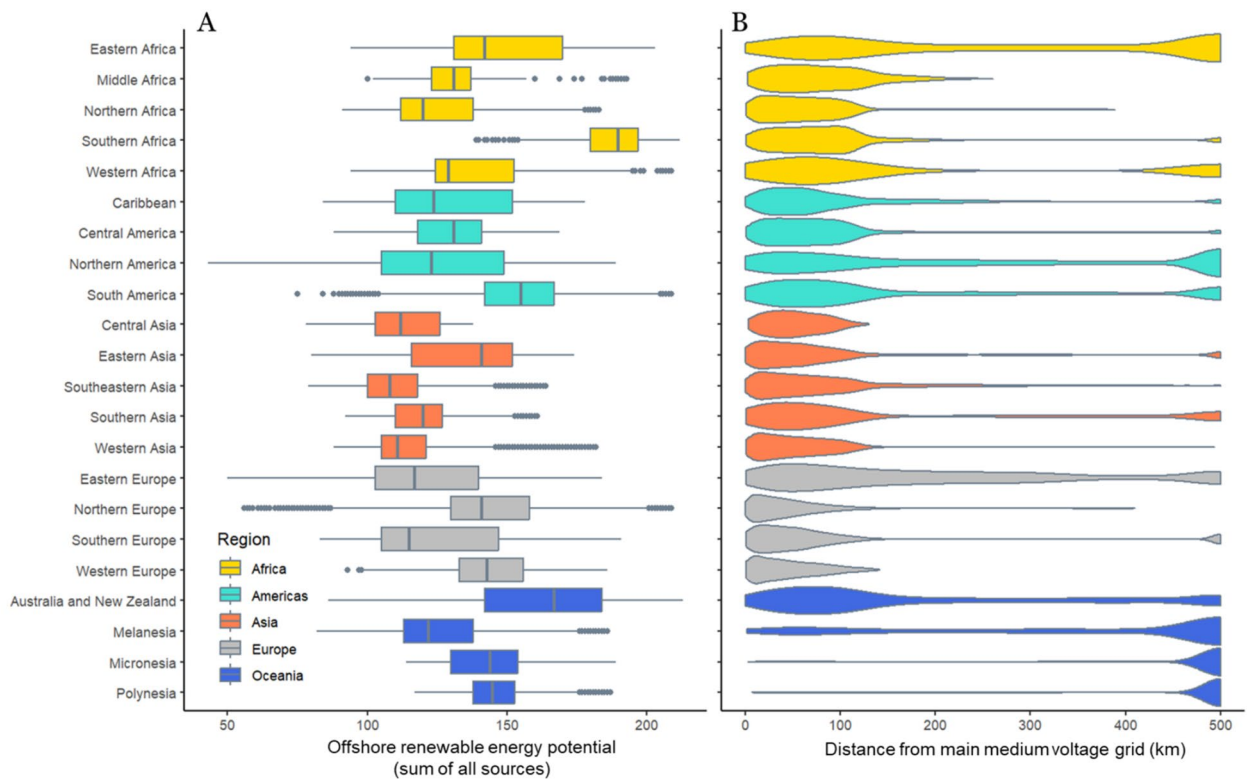 A
B
Eastern Africa
Middle Africa
Northern Africa
Southern Africa
Western Africa
Caribbean
Central America
Northern America
South America
Central Asia
Eastern Asia
Southeastern Asia
Southern Asia
Western Asia
Eastern Europe
Northern Europe
Southern Europe
Western Europe
Australia and New Zealand
Melanesia
Micronesia
Polynesia
Region
Africa
Americas
Asia
Europe
Oceania
50 100 150 200
Offshore renewable energy potential
(sum of all sources)
0 100 200 300 400 500
Distance from main medium voltage grid (km)